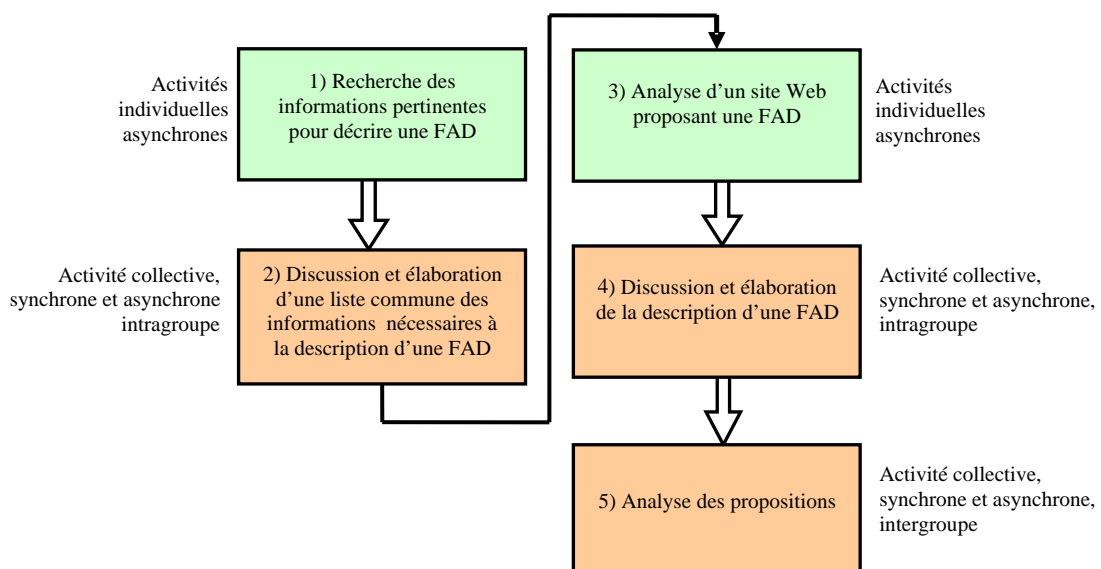 Activités
individuelles
asynchrones
1) Recherche des
informations pertinentes
pour décrire une FAD
Activité collective,
synchrone et asynchrone
intragroupe
2) Discussion et élaboration
d’une liste commune des
informations nécessaires à
la description d’une FAD
3) Analyse d’un site Web
proposant une FAD
Activités
individuelles
asynchrones
4) Discussion et élaboration
de la description d’une FAD
Activité collective,
synchrone et asynchrone,
intragroupe
5) Analyse des propositions
Activité collective,
synchrone et asynchrone,
intergroupe